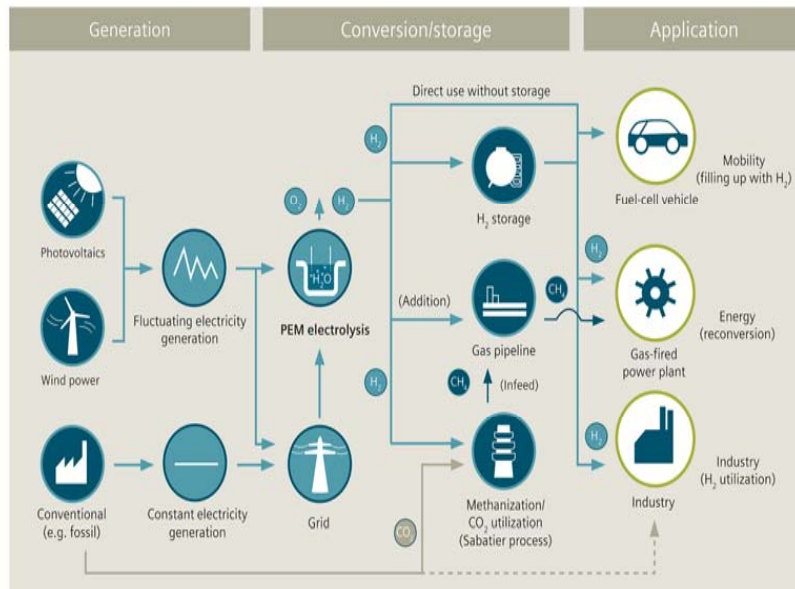 Generation
Conversion/storage
Application
Direct use without storage
H₂
Mobility
(filling up with H₂)
Fuel-cell vehicle
O₂
H₂
H₂ storage
Photovoltaics
H₂O
H₂
(Addition)
CH₄
Fluctuating electricity
generation
PEM electrolysis
Gas pipeline
Energy
(reconversion)
Gas-fired
power plant
Wind power
H₂
CH₄
(Infeed)
H₂
Industry
(H₂ utilization)
Conventional
(e.g. fossil)
Constant electricity
generation
Grid
CO₂
Methanization/
CO₂ utilization
(Sabatier process)
Industry